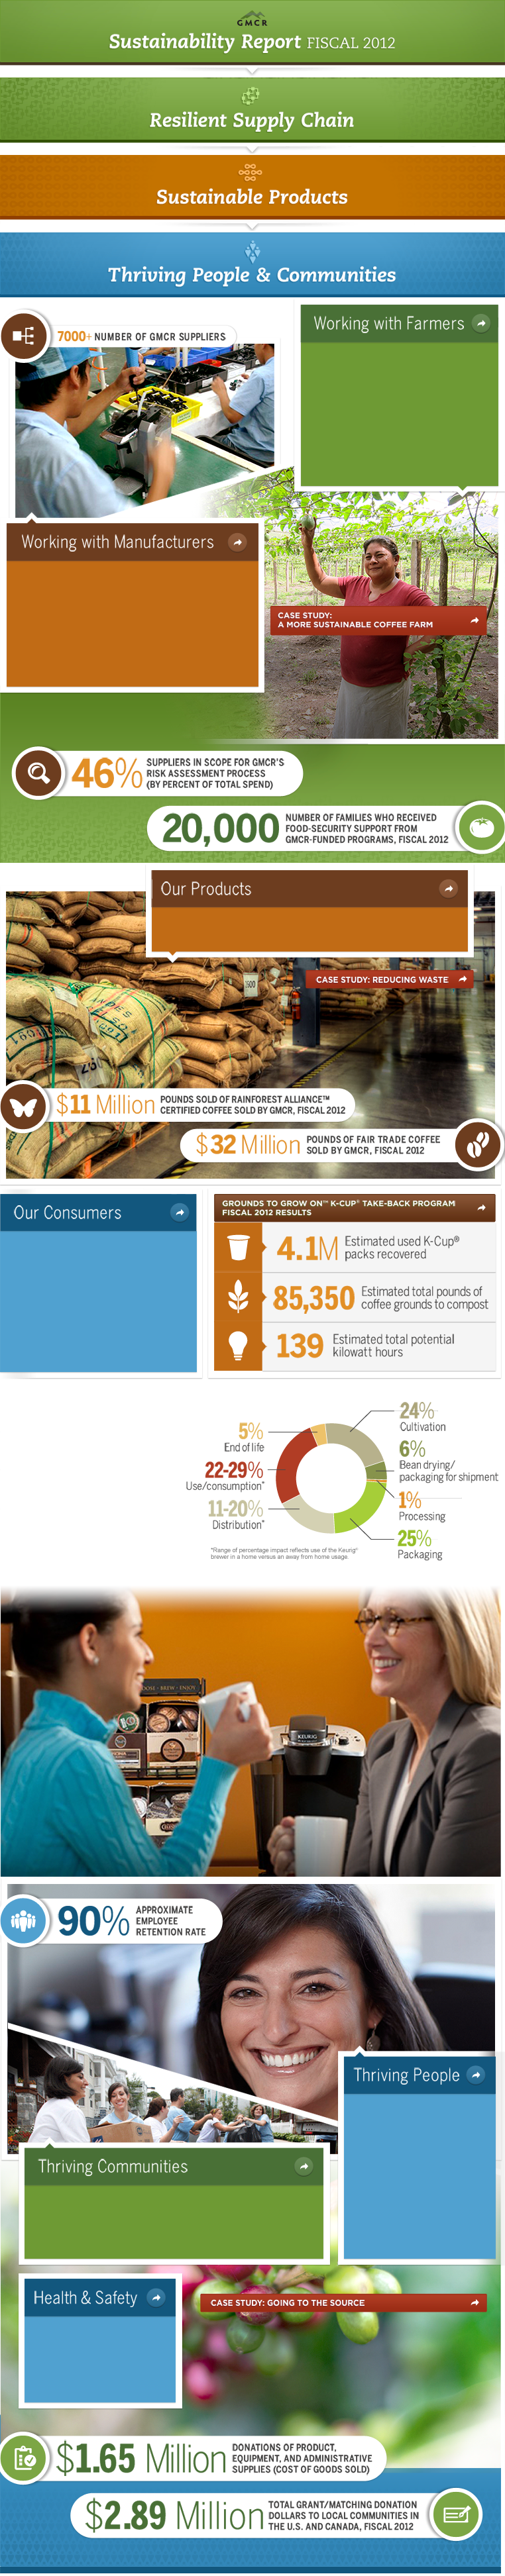 GMCR
Sustainability Report FISCAL 2012
Resilient Supply Chain
Sustainable Products
Thriving People & Communities
7000+ NUMBER OF GMCR SUPPLIERS
Working with Farmers
Working with Manufacturers
CASE STUDY:
A MORE SUSTAINABLE COFFEE FARM
46% SUPPLIERS IN SCOPE FOR GMCR'S
RISK ASSESSMENT PROCESS
(BY PERCENT OF TOTAL SPEND)
20,000 NUMBER OF FAMILIES WHO RECEIVED
FOOD-SECURITY SUPPORT FROM
GMCR-FUNDED PROGRAMS, FISCAL 2012
Our Products
CASE STUDY: REDUCING WASTE
$11 Million POUNDS SOLD OF RAINFOREST ALLIANCE™
CERTIFIED COFFEE SOLD BY GMCR, FISCAL 2012
$32 Million POUNDS OF FAIR TRADE COFFEE
SOLD BY GMCR, FISCAL 2012
Our Consumers
GROUNDS TO GROW ON™ K-CUP® TAKE-BACK PROGRAM
FISCAL 2012 RESULTS
4.1M Estimated used K-Cup®
packs recovered
85,350 Estimated total pounds of
coffee grounds to compost
139 Estimated total potential
kilowatt hours
24%
Cultivation
5%
End of life
6%
Bean drying/
packaging for shipment
22-29%
Use/consumption*
1%
Processing
11-20%
Distribution*
25%
Packaging
*Range of percentage impact reflects use of the Keurig®
brewer in a home versus an away from home usage.
BREW · ENJOY
KEURIG
90% APPROXIMATE
EMPLOYEE
RETENTION RATE
Thriving People
Thriving Communities
Health & Safety
CASE STUDY: GOING TO THE SOURCE
$1.65 Million DONATIONS OF PRODUCT,
EQUIPMENT, AND ADMINISTRATIVE
SUPPLIES (COST OF GOODS SOLD)
$2.89 Million TOTAL GRANT/MATCHING DONATION
DOLLARS TO LOCAL COMMUNITIES IN
THE U.S. AND CANADA, FISCAL 2012